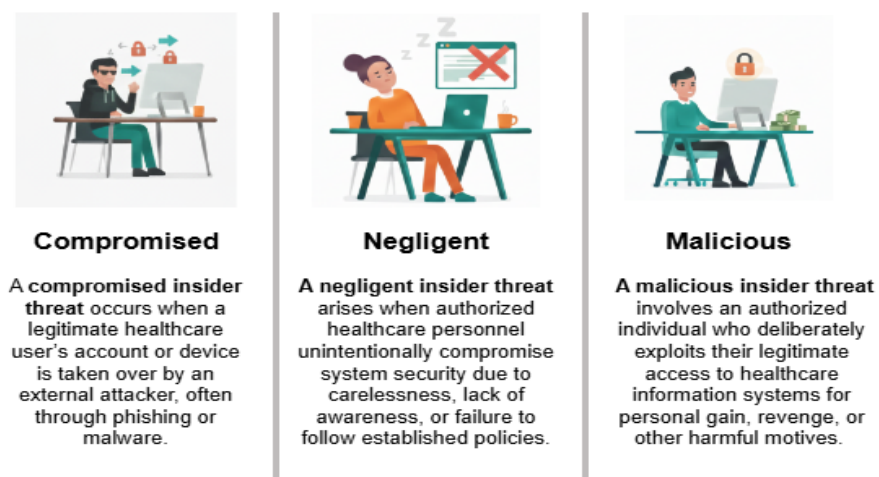 Compromised
A compromised insider
threat occurs when a
legitimate healthcare
user's account or device
is taken over by an
external attacker, often
through phishing or
malware.
z z Z
Negligent
A negligent insider threat
arises when authorized
healthcare personnel
unintentionally compromise
system security due to
carelessness, lack of
awareness, or failure to
follow established policies.
Malicious
A malicious insider threat
involves an authorized
individual who deliberately
exploits their legitimate
access to healthcare
information systems for
personal gain, revenge, or
other harmful motives.